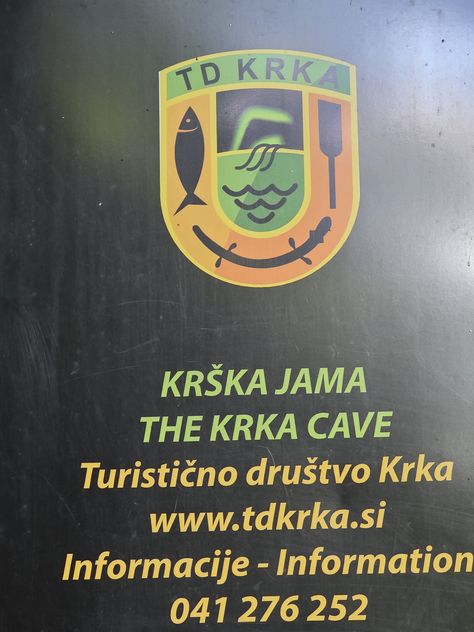 TD KRKA
KRŠKA JAMA
THE KRKA CAVE
Turistično društvo Krka
www.tdkrka.si
Informacije - Information
041 276 252